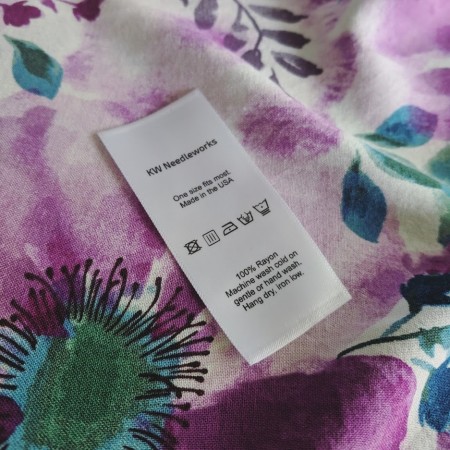 KW Needleworks
One size fits most.
Made in the USA
100% Rayon
Machine wash cold on
gentle or hand wash.
Hang dry, iron low.